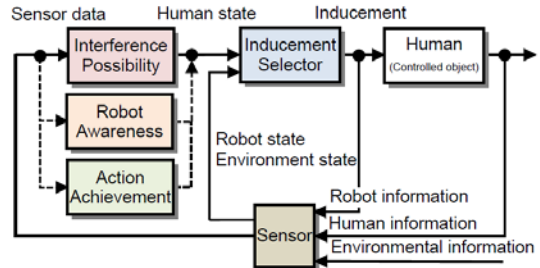 Sensor data
Human state
Inducement
Interference
Possibility
Inducement
Selector
Human
(Controlled object)
Robot
Awareness
Robot state
Environment state
Action
Achievement
Robot information
Sensor
Human information
Environmental information